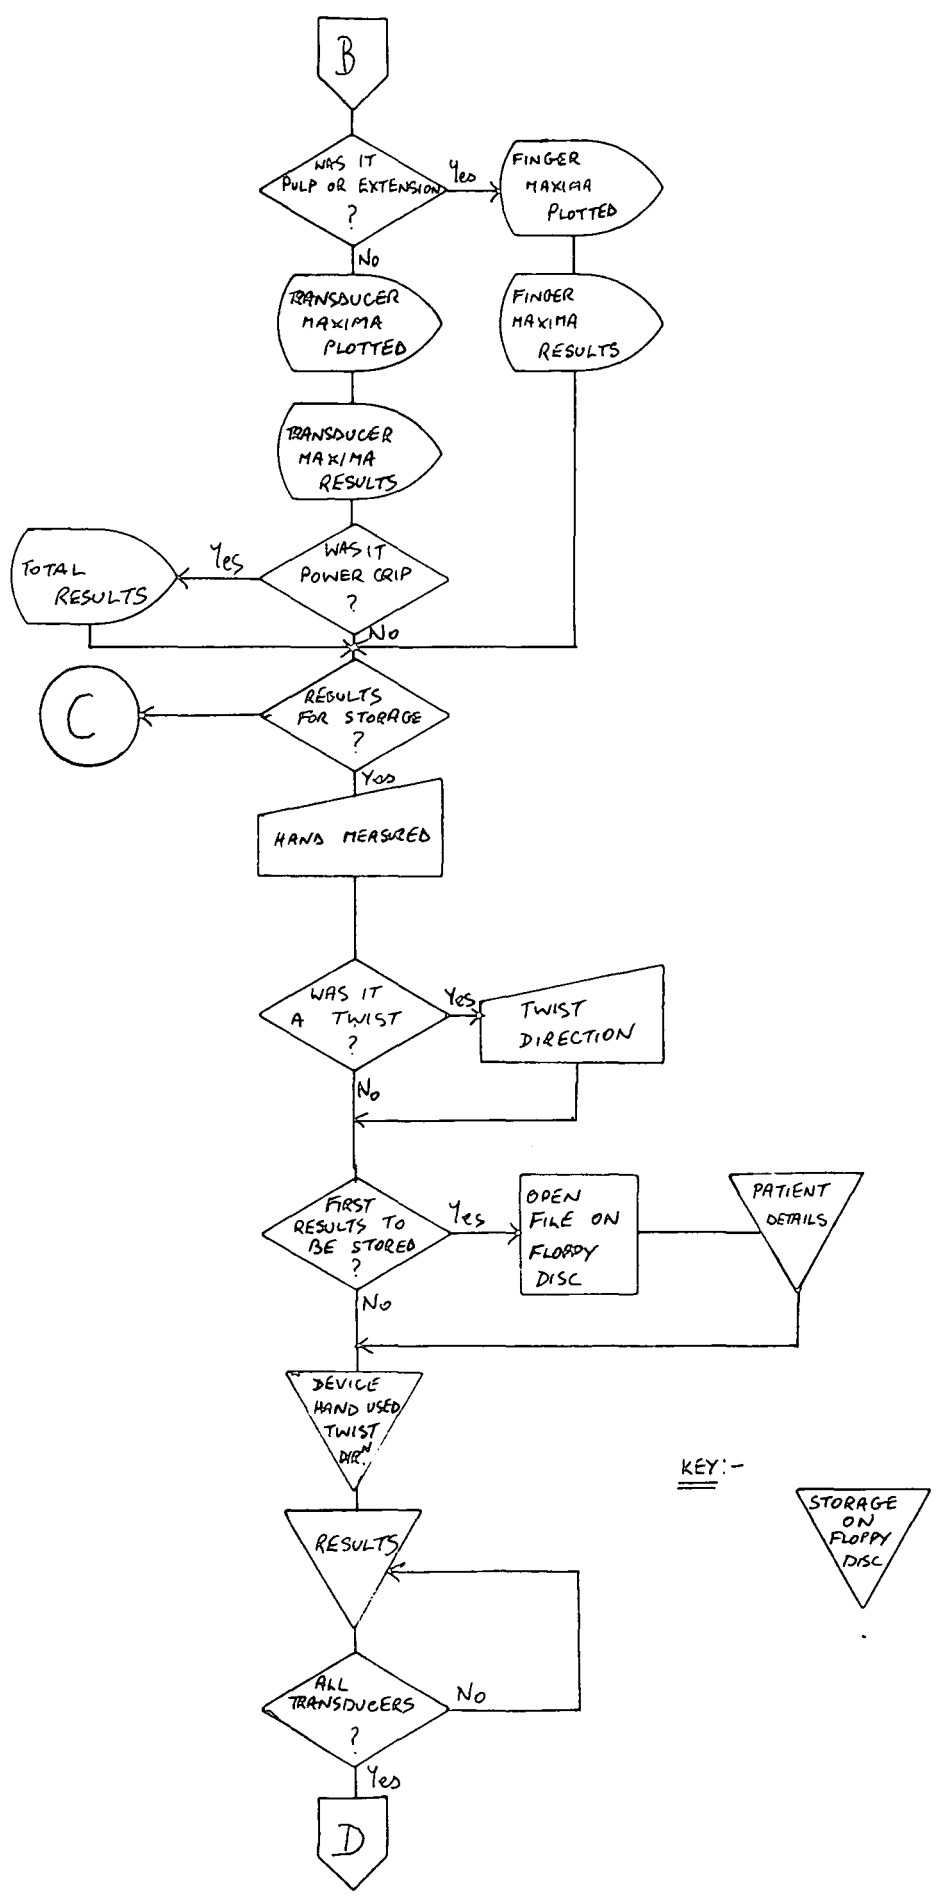 B
WAS IT
PULP OR EXTENSION
?
Yes
FINGER
MAXIMA
PLOTTED
No
TRANSDUCER
MAXIMA
PLOTTED
FINGER
MAXIMA
RESULTS
TRANSDUCER
MAXIMA
RESULTS
WAS IT
POWER GRIP
?
Yes
TOTAL
RESULTS
No
C
RESULTS
FOR STORAGE
?
Yes
HAND MEASURED
WAS IT
A TWIST
?
Yes
TWIST
DIRECTION
No
FIRST
RESULTS TO
BE STORED
?
Yes
OPEN
FILE ON
FLOPPY
DISC
PATIENT
DETAILS
No
DEVICE
HAND USED
TWIST
DIR.N
KEY:-
STORAGE
ON
FLOPPY
DISC
RESULTS
ALL
TRANSDUCERS
?
No
Yes
D